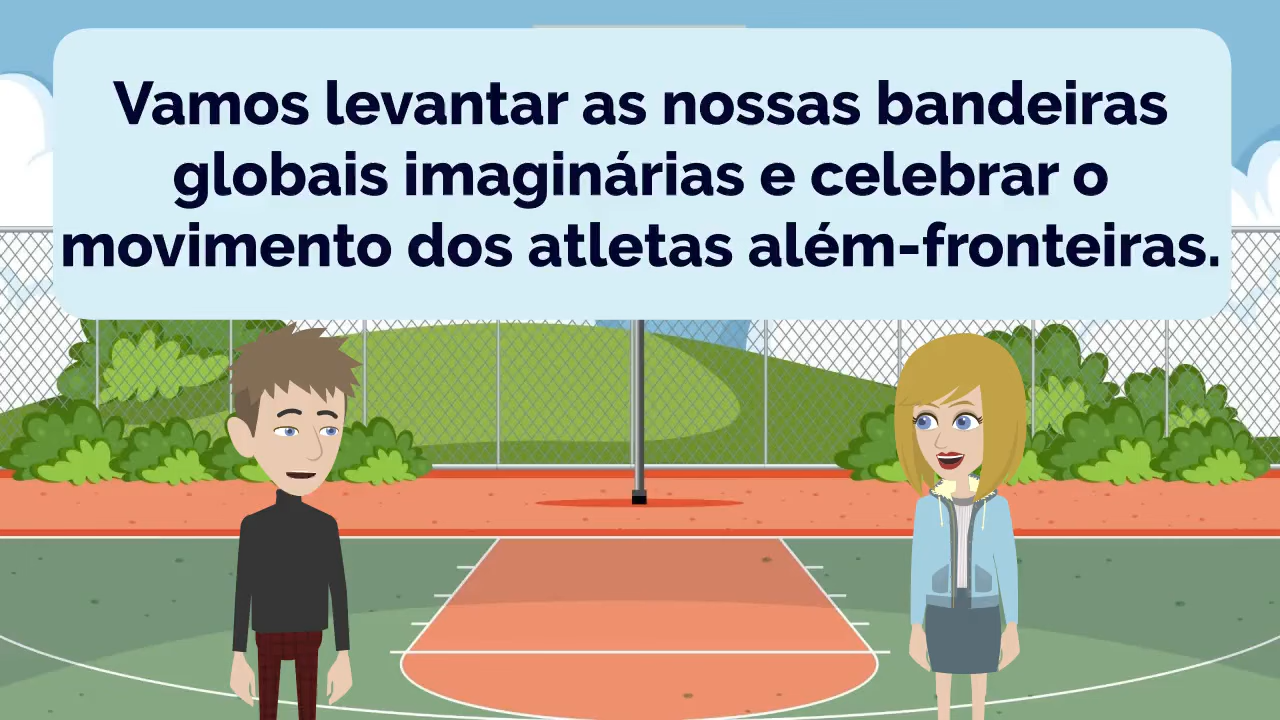 Vamos levantar as nossas bandeiras
globais imaginárias e celebrar o
movimento dos atletas além-fronteiras.